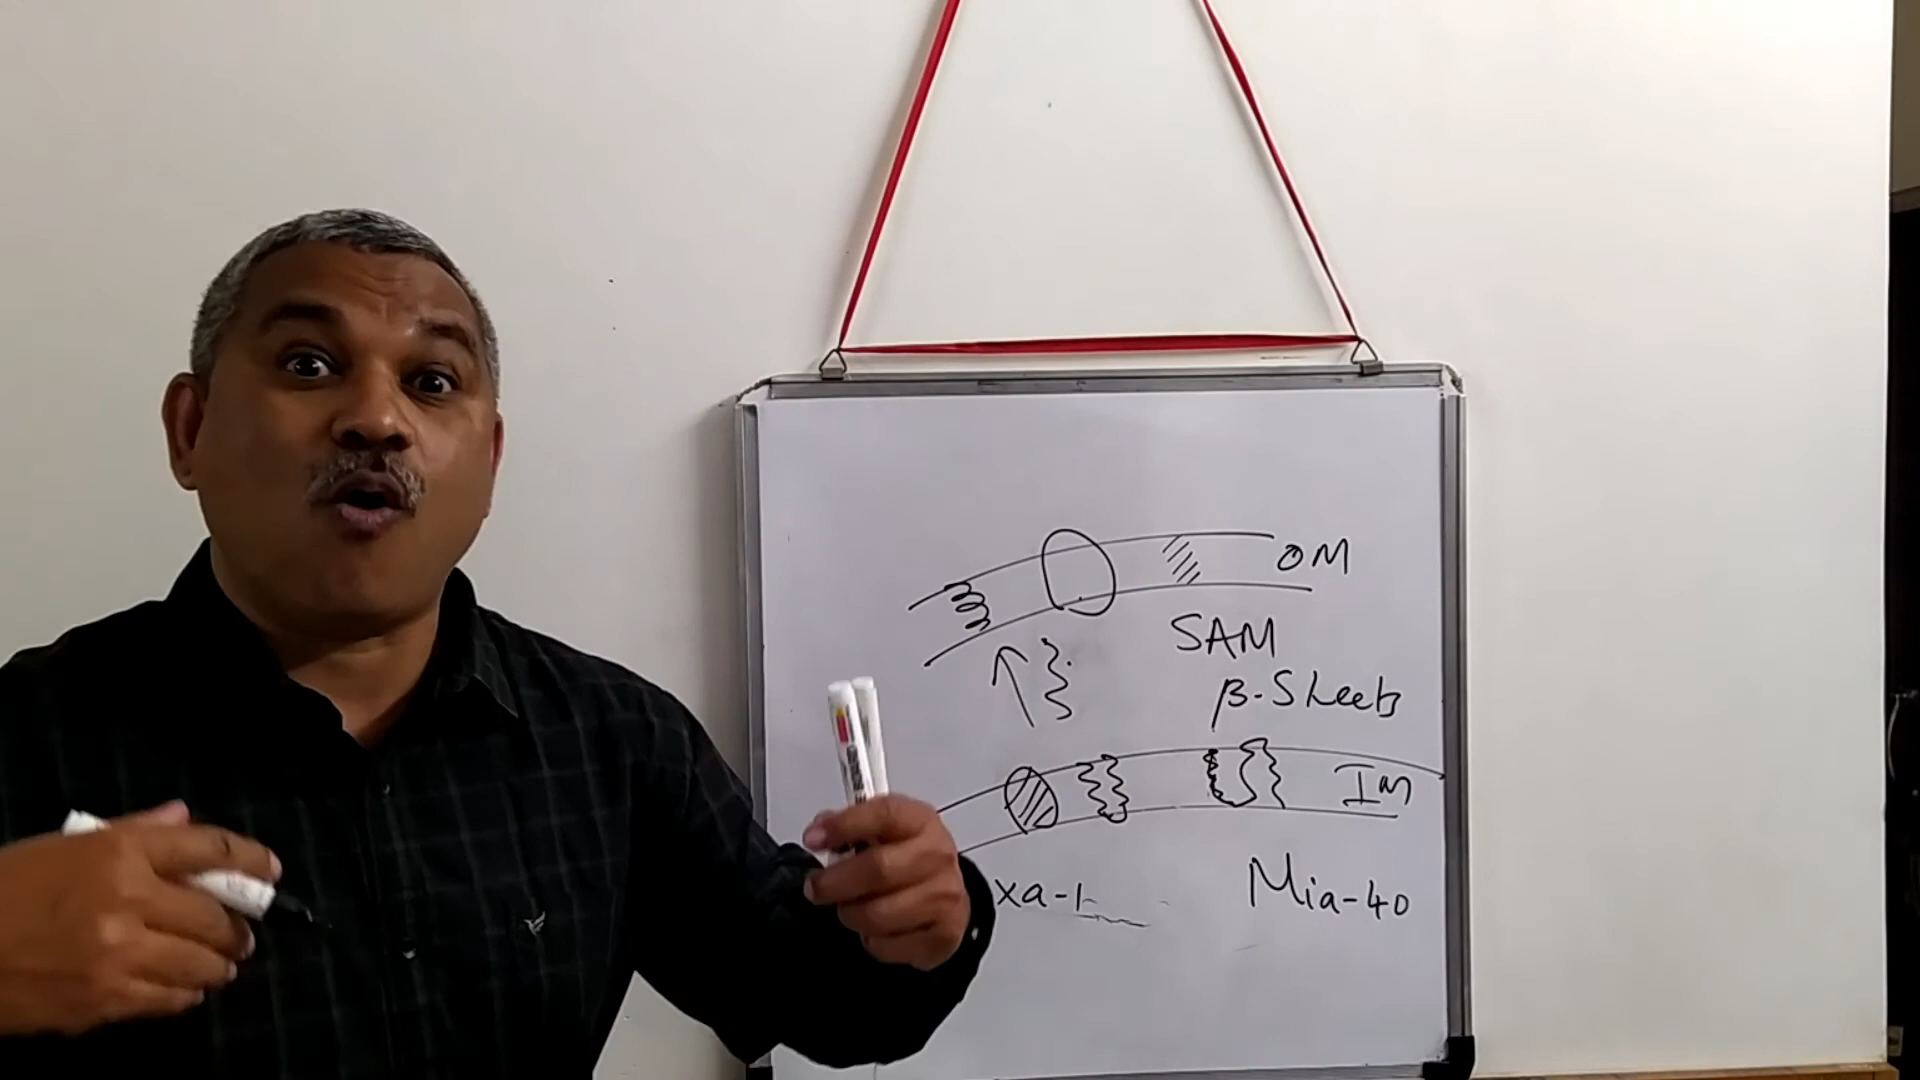 OM
SAM
β-Sheets
Im
xa-1
Mia-40